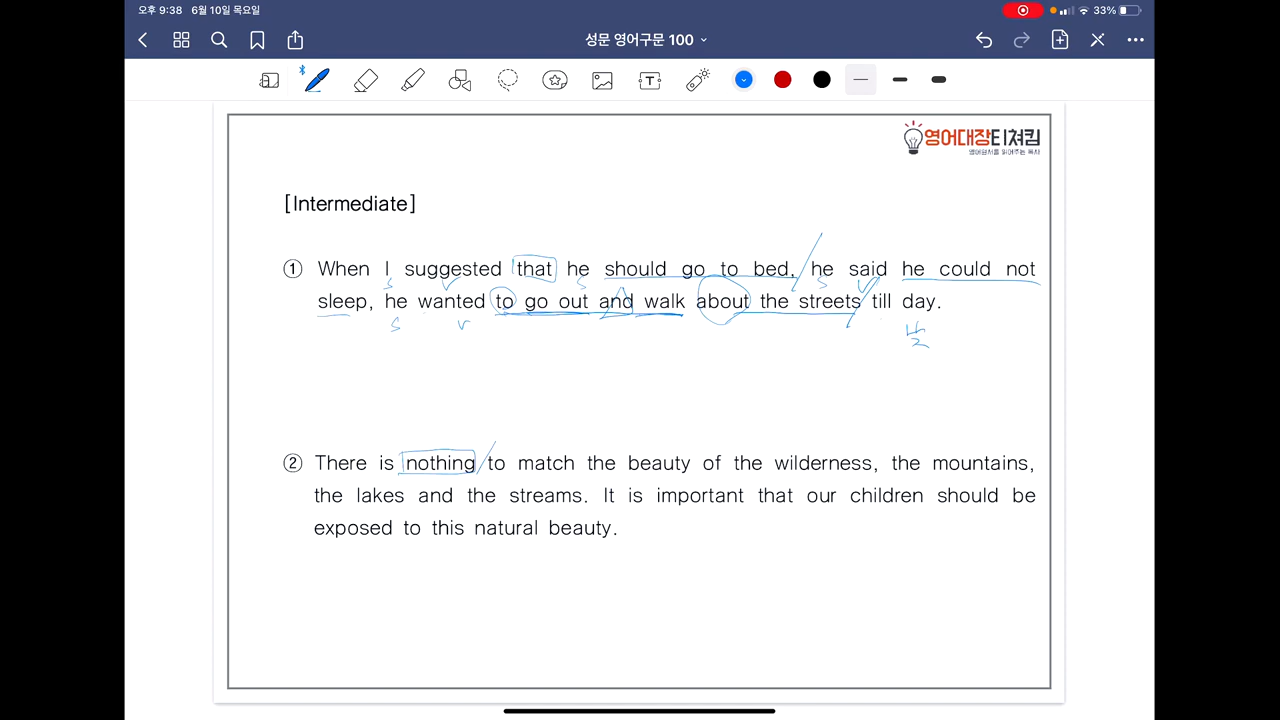 오후 9:38 6월 10일 목요일
33%
성문 영어구문 100
영어대장티쳐킴
[Intermediate]
① When I suggested that he should go to bed, he said he could not
s v s s v
sleep, he wanted to go out and walk about the streets till day.
s v
낮
② There is nothing to match the beauty of the wilderness, the mountains,
the lakes and the streams. It is important that our children should be
exposed to this natural beauty.